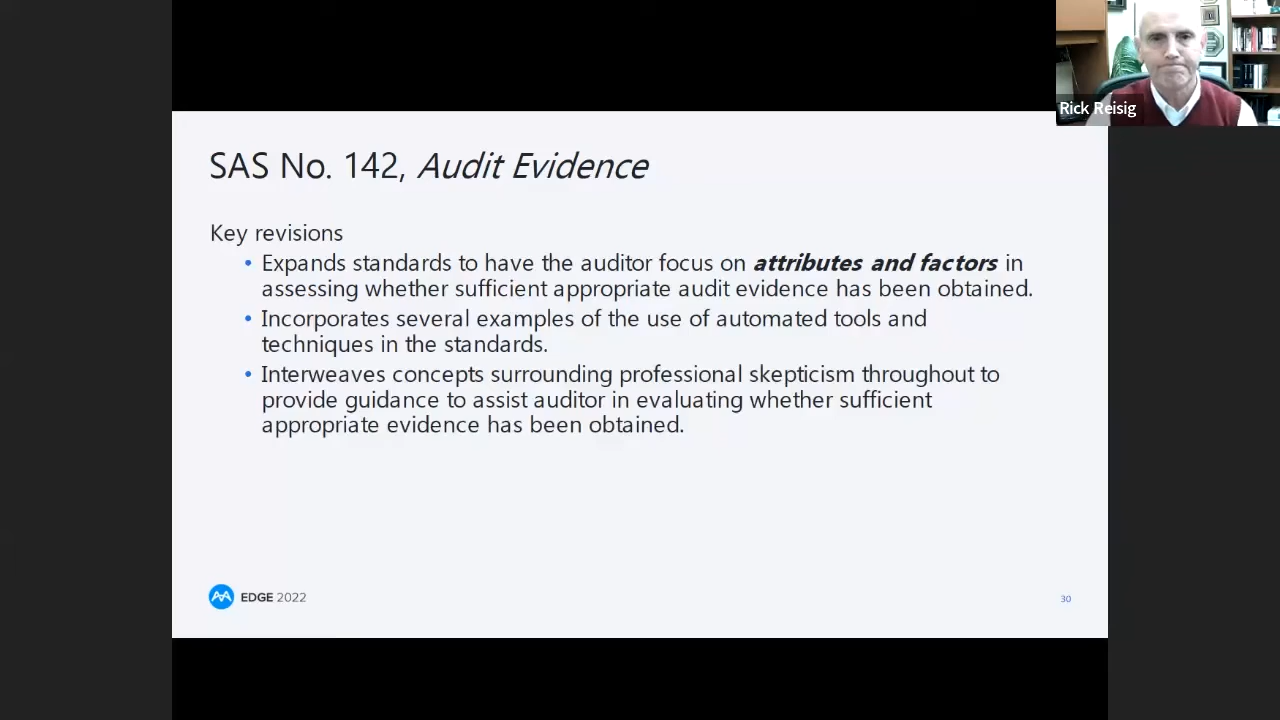 Rick Reisig
SAS No. 142, Audit Evidence
Key revisions
• Expands standards to have the auditor focus on attributes and factors in
assessing whether sufficient appropriate audit evidence has been obtained.
• Incorporates several examples of the use of automated tools and
techniques in the standards.
• Interweaves concepts surrounding professional skepticism throughout to
provide guidance to assist auditor in evaluating whether sufficient
appropriate evidence has been obtained.
EDGE 2022
30